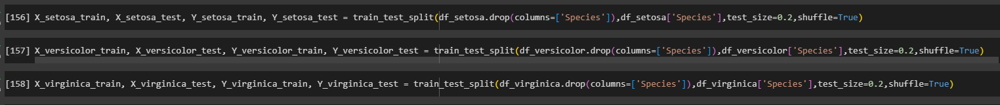 [156] X_setosa_train, X_setosa_test, Y_setosa_train, Y_setosa_test = train_test_split(df_setosa.drop(columns=['Species']),df_setosa['Species'],test_size=0.2,shuffle=True)
[157] X_versicolor_train, X_versicolor_test, Y_versicolor_train, Y_versicolor_test = train_test_split(df_versicolor.drop(columns=['Species']),df_versicolor['Species'],test_size=0.2,shuffle=True)
[158] X_virginica_train, X_virginica_test, Y_virginica_train, Y_virginica_test = train_test_split(df_virginica.drop(columns=['Species']),df_virginica['Species'],test_size=0.2,shuffle=True)